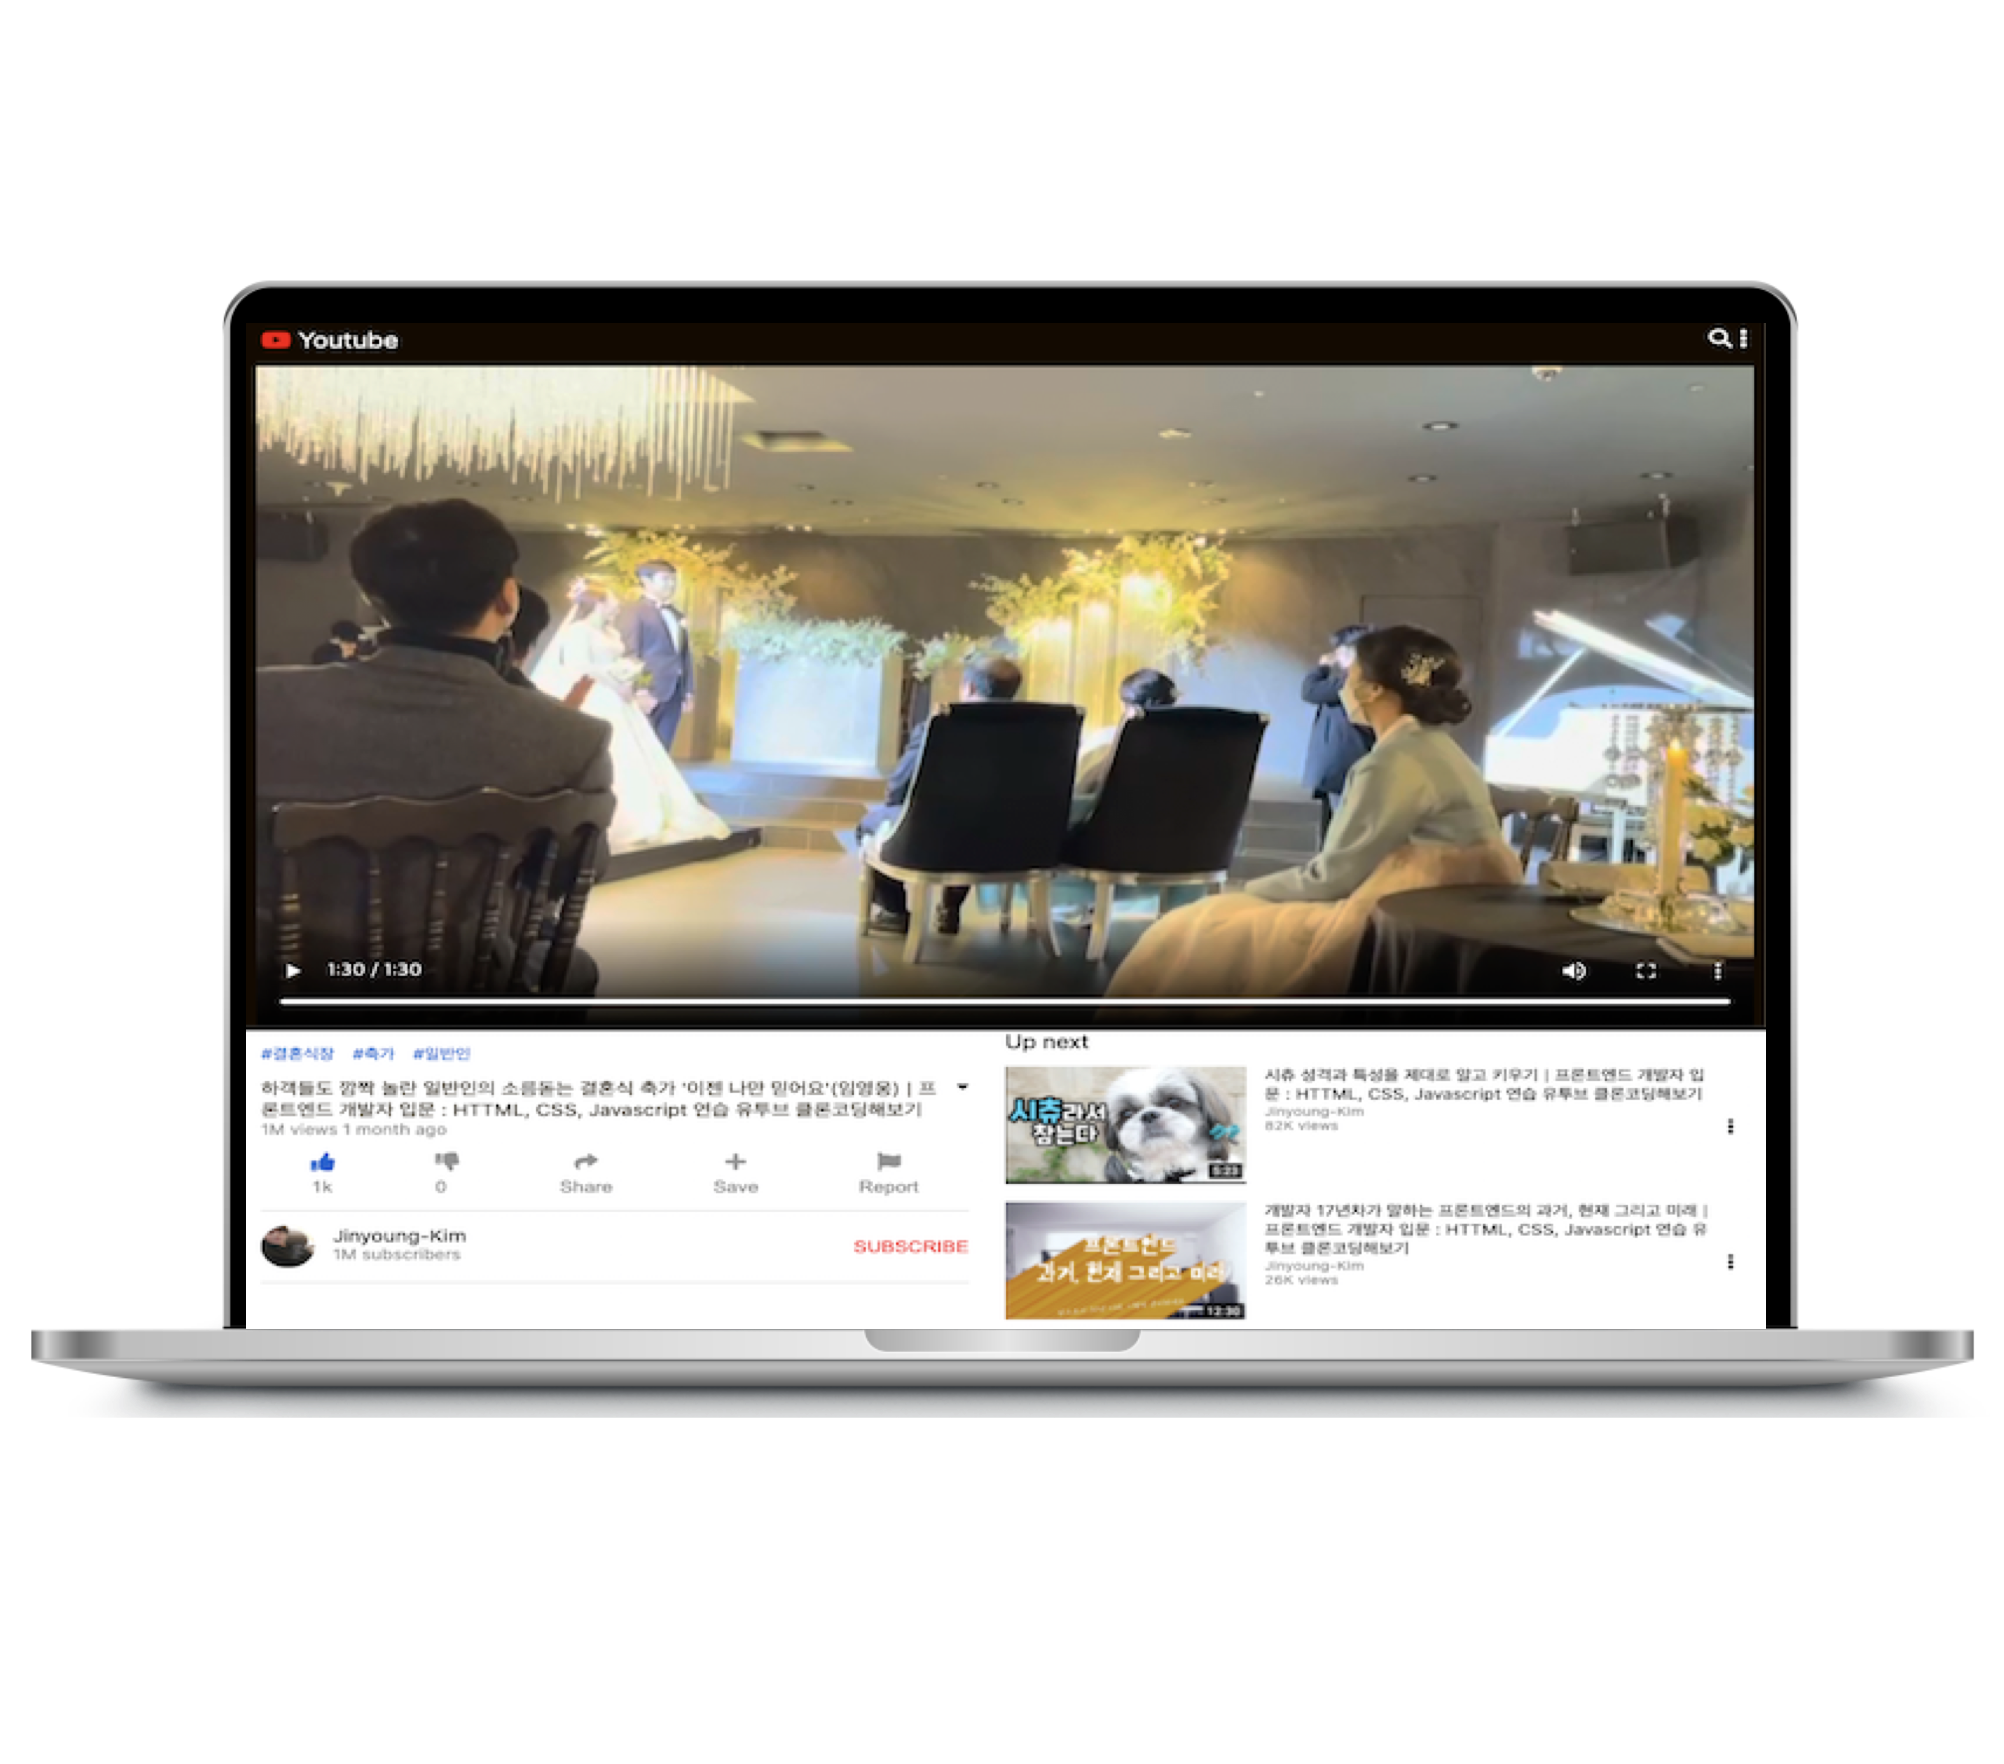 Youtube
1:30 / 1:30
#결혼식장 #축가 #일반인
하객들도 깜짝 놀란 일반인의 소름돋는 결혼식 축가 '이젠 나만 믿어요'(임영웅) | 프
론트엔드 개발자 입문 : HTTML, CSS, Javascript 연습 유투브 클론코딩해보기
1M views 1 month ago
1k
0
Share
Save
Report
Jinyoung-Kim
1M subscribers
SUBSCRIBE
Up next
시츄라서
참는다
5:23
시츄 성격과 특성을 제대로 알고 키우기 | 프론트엔드 개발자 입
문 : HTTML, CSS, Javascript 연습 유투브 클론코딩해보기
Jinyoung-Kim
82K views
프론트엔드
과거, 현재 그리고 미래
12:30
개발자 17년차가 말하는 프론트엔드의 과거, 현재 그리고 미래 |
프론트엔드 개발자 입문 : HTTML, CSS, Javascript 연습 유
투브 클론코딩해보기
Jinyoung-Kim
26K views